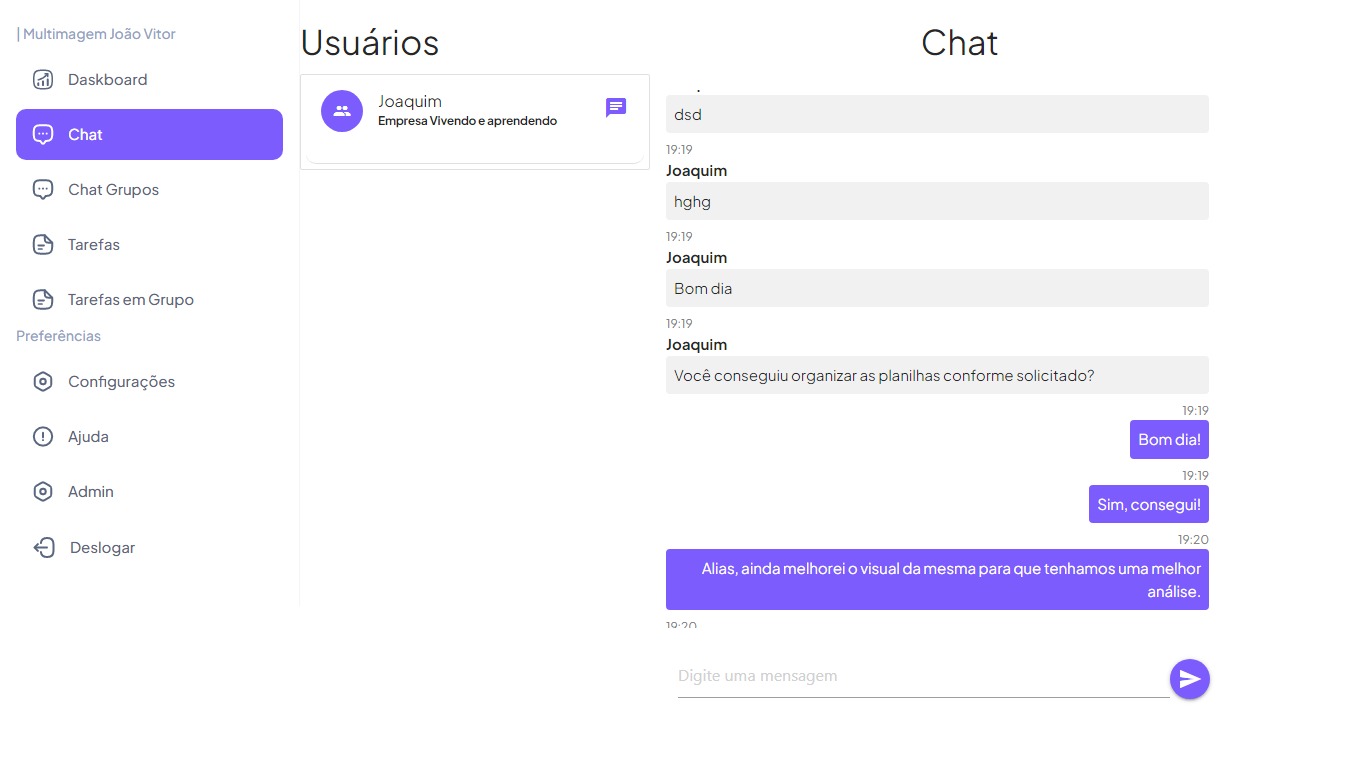 | Multimagem João Vitor
Daskboard
Chat
Chat Grupos
Tarefas
Tarefas em Grupo
Preferências
Configurações
Ajuda
Admin
Deslogar
Usuários
Joaquim
Empresa Vivendo e aprendendo
Chat
dsd
19:19
Joaquim
hghg
19:19
Joaquim
Bom dia
19:19
Joaquim
Você conseguiu organizar as planilhas conforme solicitado?
19:19
Bom dia!
19:19
Sim, consegui!
19:20
Alias, ainda melhorei o visual da mesma para que tenhamos uma melhor
análise.
19:20
Digite uma mensagem